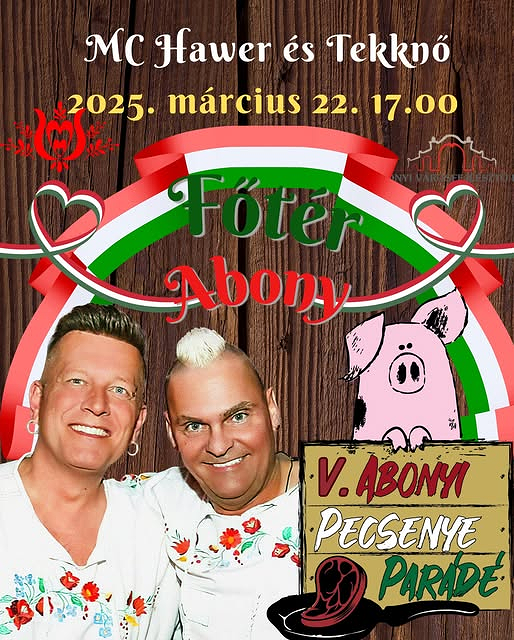 MC Hawer és Tekknő
2025. március 22. 17.00
Főtér
Abony
V. ABONYI
PECSENYE
PARÁDÉ